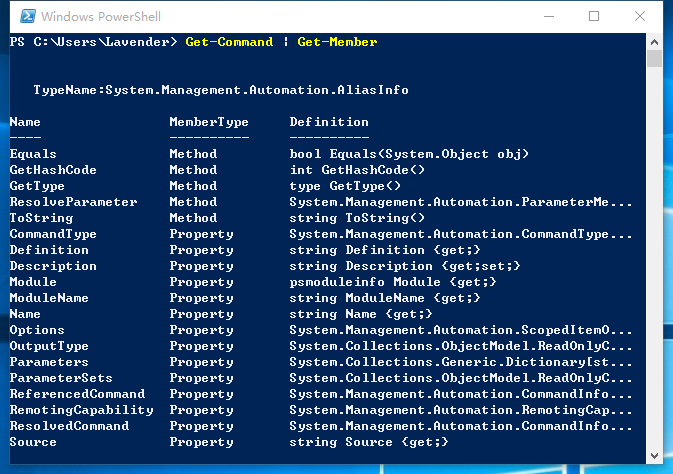 Windows PowerShell
PS C:\Users\Lavender> Get-Command | Get-Member
TypeName:System.Management.Automation.AliasInfo
Name MemberType Definition
---- ---------- ----------
Equals Method bool Equals(System.Object obj)
GetHashCode Method int GetHashCode()
GetType Method type GetType()
ResolveParameter Method System.Management.Automation.ParameterMe...
ToString Method string ToString()
CommandType Property System.Management.Automation.CommandType...
Definition Property string Definition {get;}
Description Property string Description {get;set;}
Module Property psmoduleinfo Module {get;}
ModuleName Property string ModuleName {get;}
Name Property string Name {get;}
Options Property System.Management.Automation.ScopedItemO...
OutputType Property System.Collections.ObjectModel.ReadOnlyC...
Parameters Property System.Collections.Generic.Dictionary[st...
ParameterSets Property System.Collections.ObjectModel.ReadOnlyC...
ReferencedCommand Property System.Management.Automation.CommandInfo...
RemotingCapability Property System.Management.Automation.RemotingCap...
ResolvedCommand Property System.Management.Automation.CommandInfo...
Source Property string Source {get;}